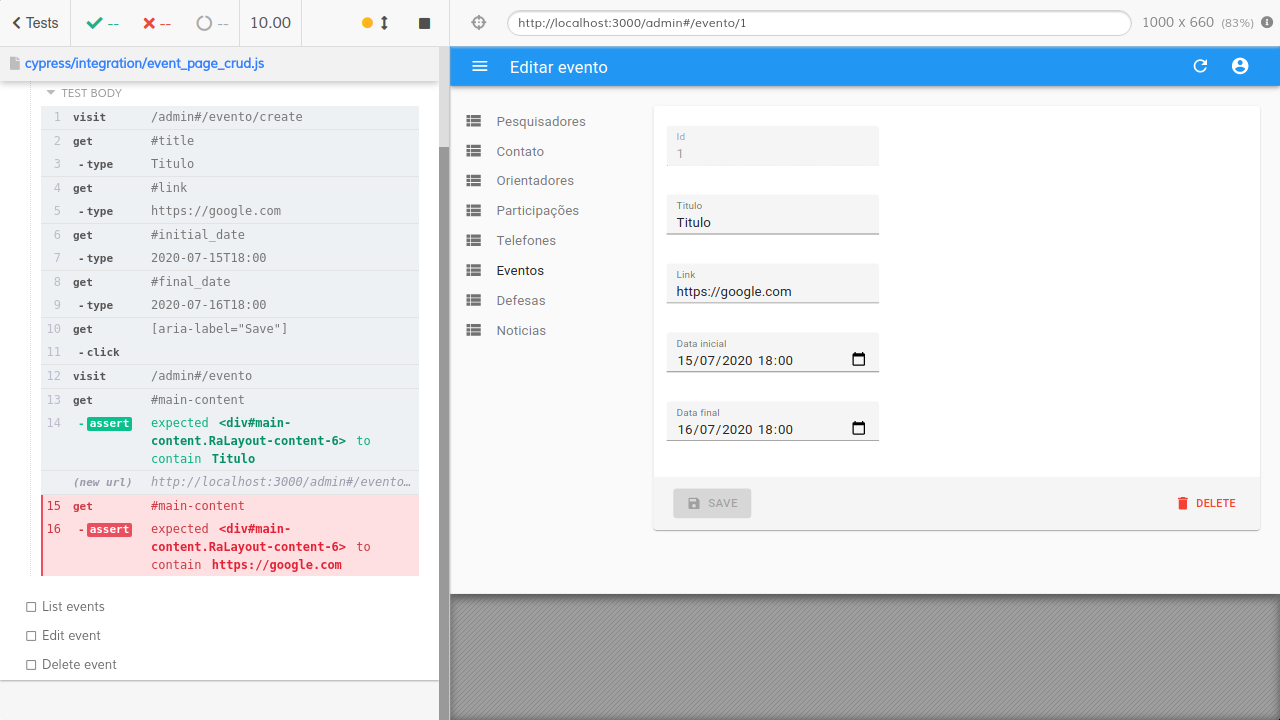 Tests
--
--
--
10.00
http://localhost:3000/admin#/evento/1
1000 x 660 (83%)
cypress/integration/event_page_crud.js
TEST BODY
1 visit /admin#/evento/create
2 get #title
3 - type Titulo
4 get #link
5 - type https://google.com
6 get #initial_date
7 - type 2020-07-15T18:00
8 get #final_date
9 - type 2020-07-16T18:00
10 get [aria-label="Save"]
11 - click
12 visit /admin#/evento
13 get #main-content
14 - assert expected <div#main-
content.RaLayout-content-6> to
contain Titulo
(new url) http://localhost:3000/admin#/evento…
15 get #main-content
16 - assert expected <div#main-
content.RaLayout-content-6> to
contain https://google.com
List events
Edit event
Delete event
Editar evento
Pesquisadores
Contato
Orientadores
Participações
Telefones
Eventos
Defesas
Noticias
Id
1
Titulo
Titulo
Link
https://google.com
Data inicial
15/07/2020 18:00
Data final
16/07/2020 18:00
SAVE
DELETE